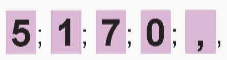 5; 1; 7; 0; , ,